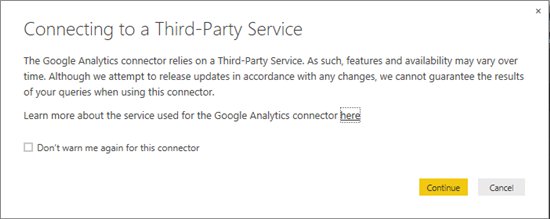 Connecting to a Third-Party Service
The Google Analytics connector relies on a Third-Party Service. As such, features and availability may vary over
time. Although we attempt to release updates in accordance with any changes, we cannot guarantee the results
of your queries when using this connector.
Learn more about the service used for the Google Analytics connector here
Don't warn me again for this connector
Continue
Cancel